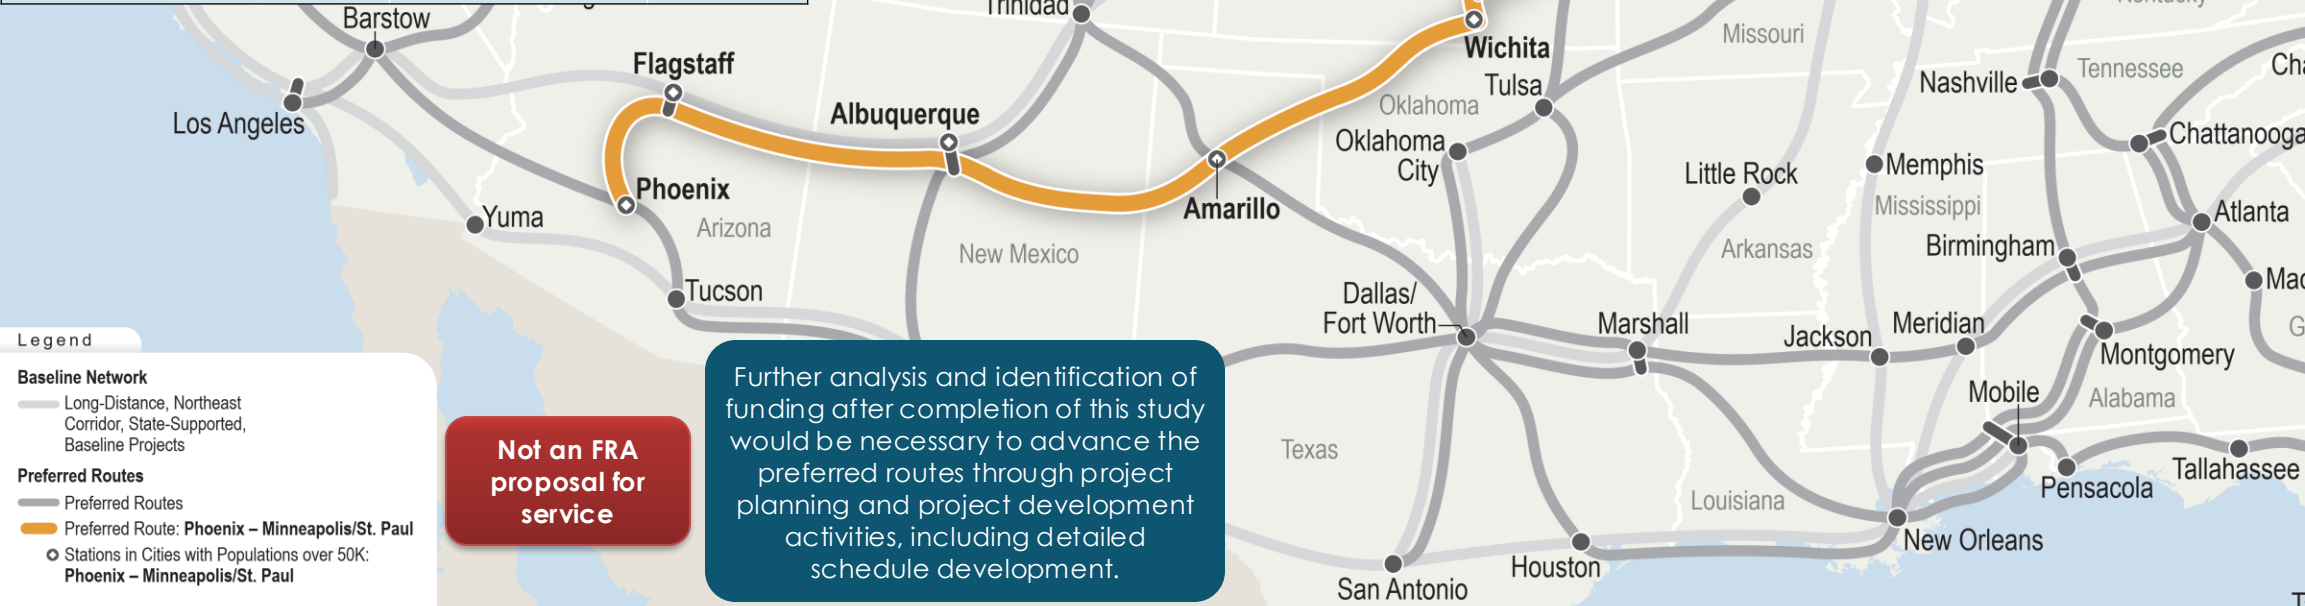 Barstow
Trinidad
Flagstaff
Wichita
Missouri
Kentucky
Tulsa
Nashville
Tennessee
Los Angeles
Albuquerque
Oklahoma
Oklahoma
City
Chattanooga
Phoenix
Little Rock
Memphis
Yuma
Arizona
Amarillo
Mississippi
Atlanta
New Mexico
Arkansas
Birmingham
Tucson
Dallas/
Fort Worth
Marshall
Jackson
Meridian
Montgomery
Mobile
Alabama
Texas
Louisiana
Tallahassee
Pensacola
New Orleans
Houston
San Antonio
Legend
Baseline Network
Long-Distance, Northeast
Corridor, State-Supported,
Baseline Projects
Preferred Routes
Preferred Routes
Preferred Route: Phoenix – Minneapolis/St. Paul
Stations in Cities with Populations over 50K:
Phoenix – Minneapolis/St. Paul
Not an FRA
proposal for
service
Further analysis and identification of
funding after completion of this study
would be necessary to advance the
preferred routes through project
planning and project development
activities, including detailed
schedule development.